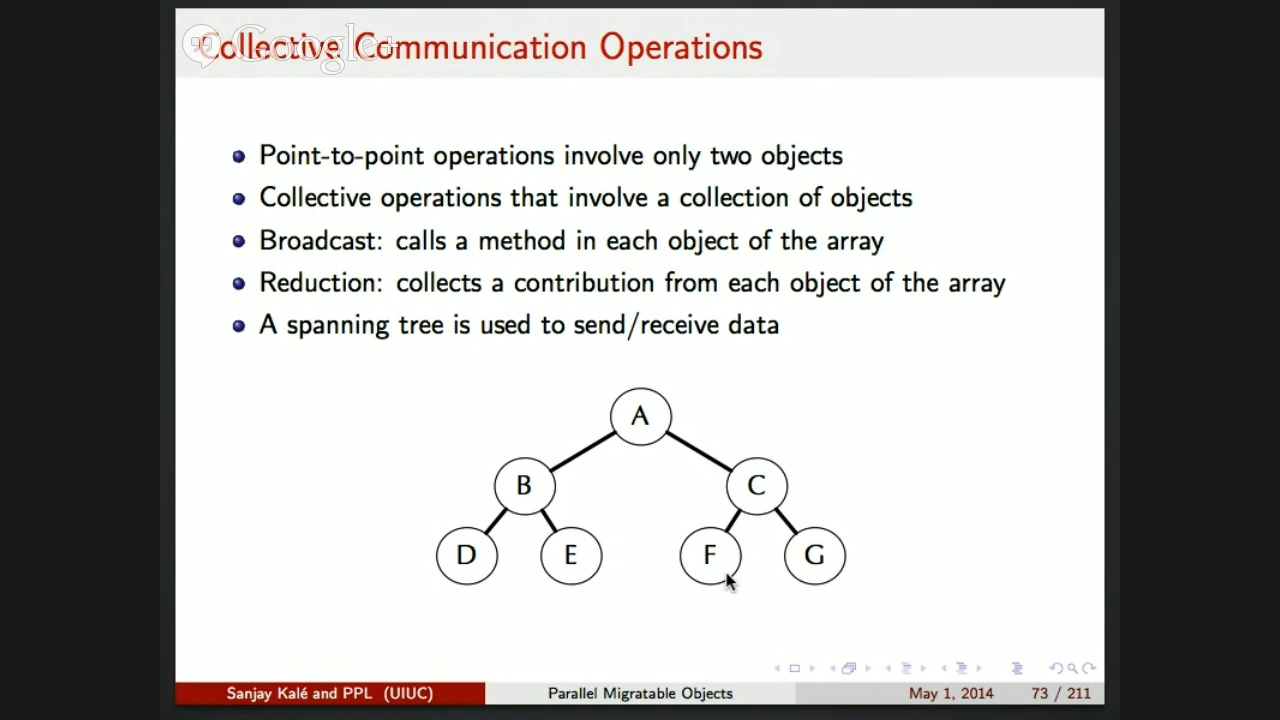 Collective Communication Operations
Google+
Point-to-point operations involve only two objects
Collective operations that involve a collection of objects
Broadcast: calls a method in each object of the array
Reduction: collects a contribution from each object of the array
A spanning tree is used to send/receive data
A
B C
D E F G
Sanjay Kalé and PPL (UIUC) Parallel Migratable Objects May 1, 2014 73 / 211